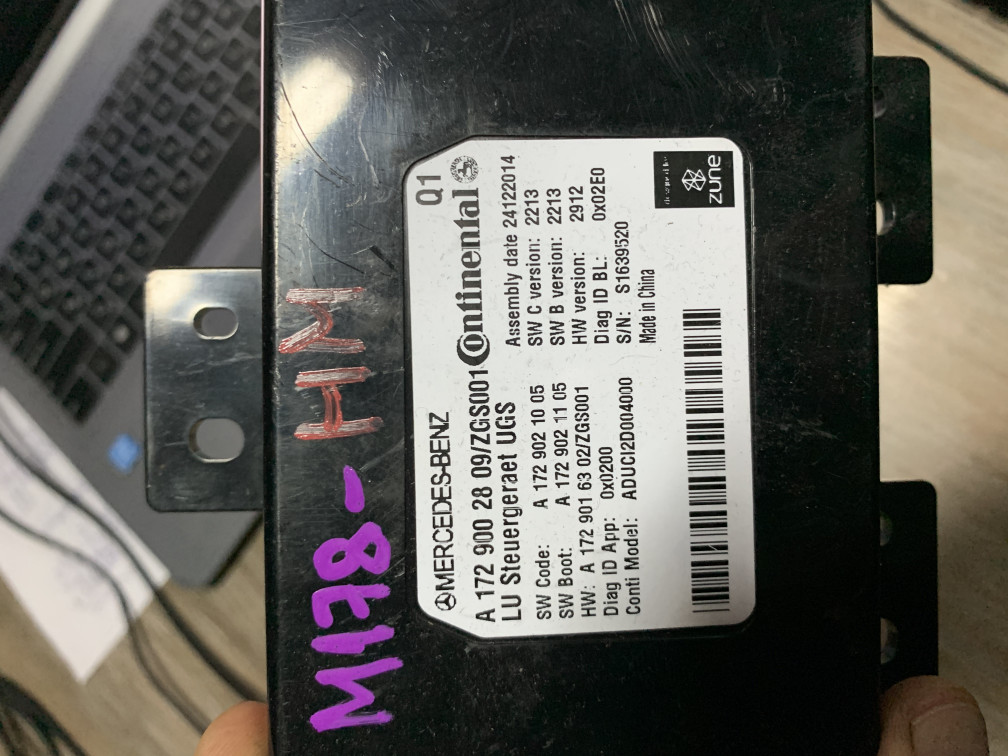 M178-HM
Q1
MERCEDES-BENZ
Continental
A 172 900 28 09/ZGS001
LU Steuergeraet UGS
SW Code: A 172 902 10 05
SW Boot: A 172 902 11 05
HW: A 172 901 63 02/ZGS001
Diag ID App: 0x0200
Conti Model: ADUCI2D004000
Assembly date 24122014
SW C version: 2213
SW B version: 2213
HW version: 2912
Diag ID BL: 0x02E0
S/N: S1639520
Made in China
zune